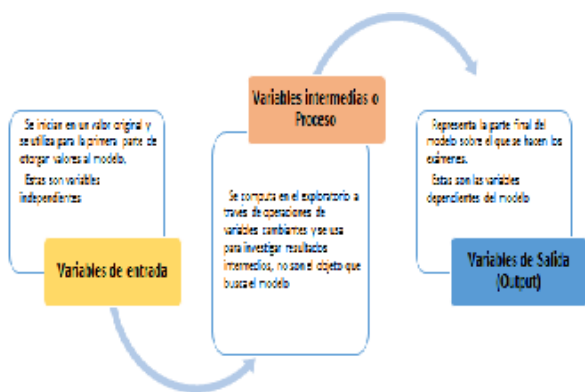 Se inician en un valor original y
se utiliza para la primera parte de
otorgar valores al modelo.
Estas son variables
independientes
Variables de entrada
Variables intermedias o
Proceso
Se computa en el exploratorio a
través de operaciones de
variables cambiantes y se usa
para investigar resultados
intermedios, no son el objeto que
busca el modelo
Representa la parte final del
modelo sobre el que se hacen los
exámenes.
Estas son las variables
dependientes del modelo
Variables de Salida
(Output)